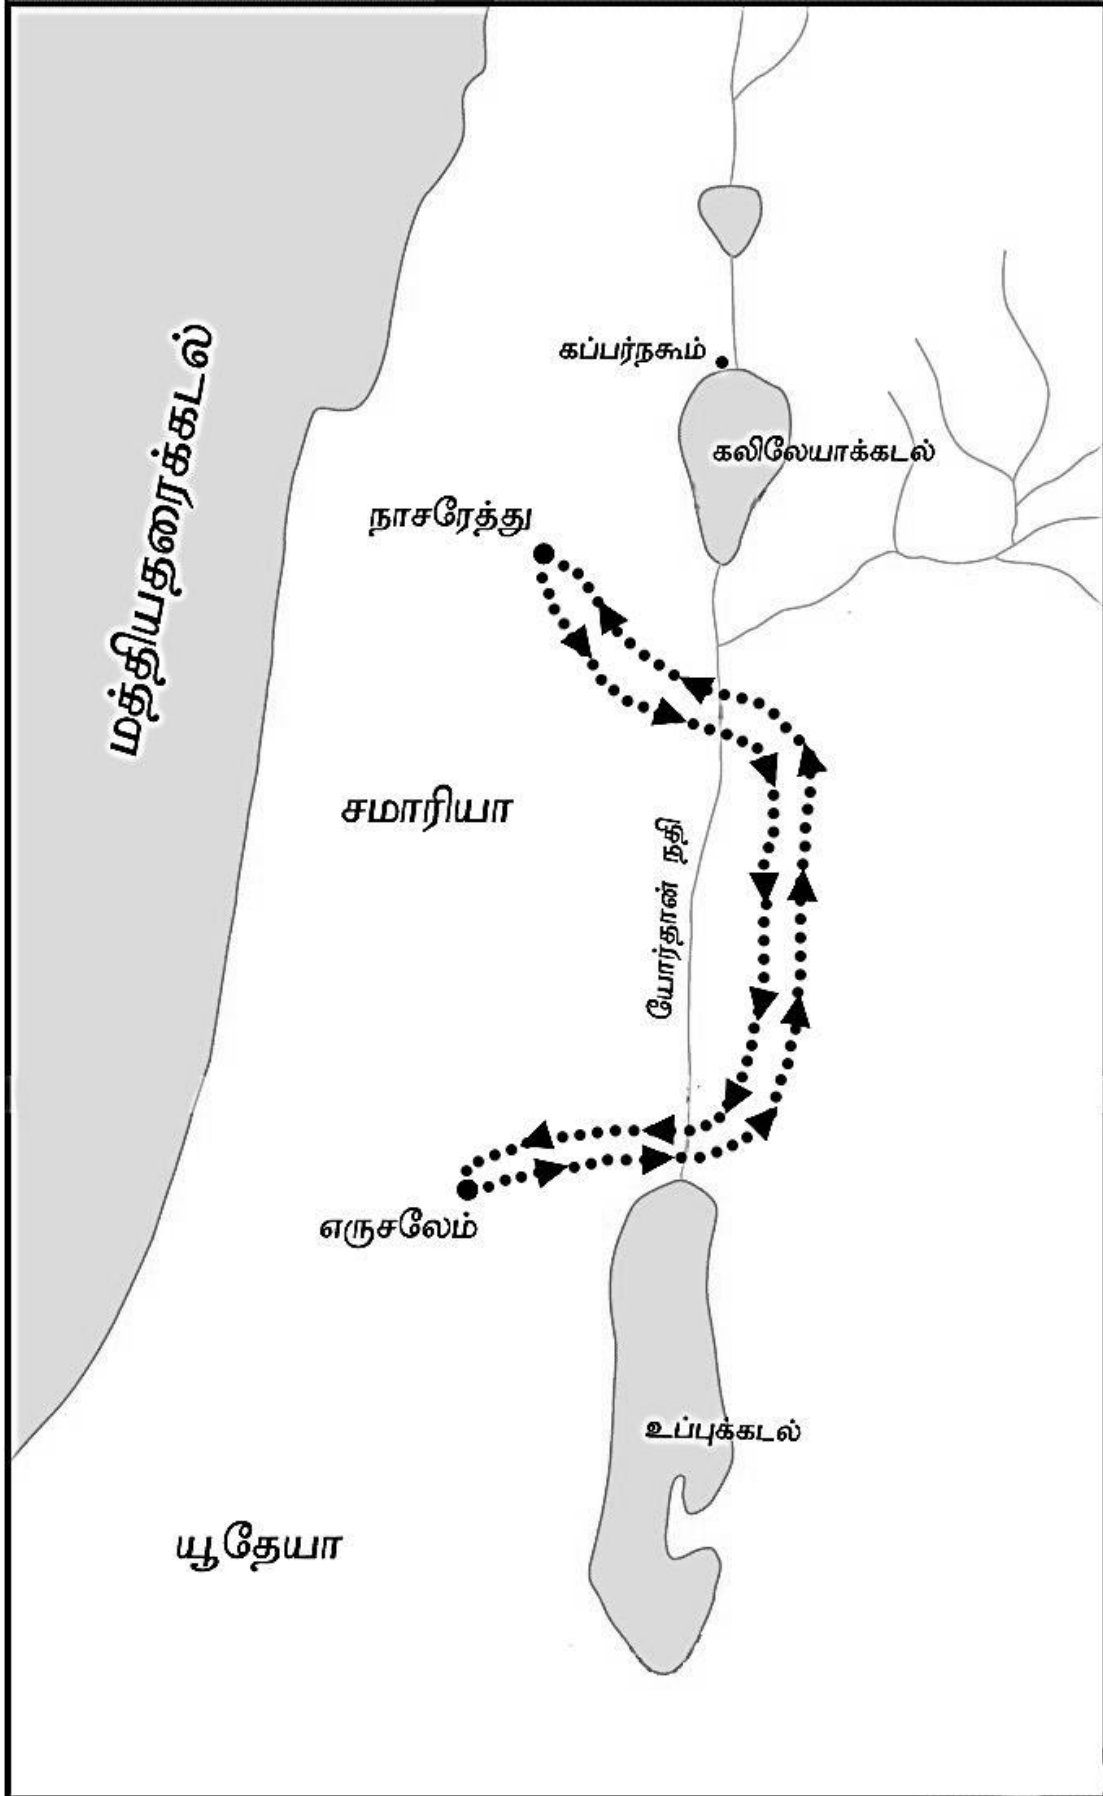 கப்பர்நகூம்
கலிலேயாக்கடல்
மத்தியதரைக்கடல்
நாசரேத்து
சமாரியா
யோர்தான் நதி
எருசலேம்
உப்புக்கடல்
யூதேயா